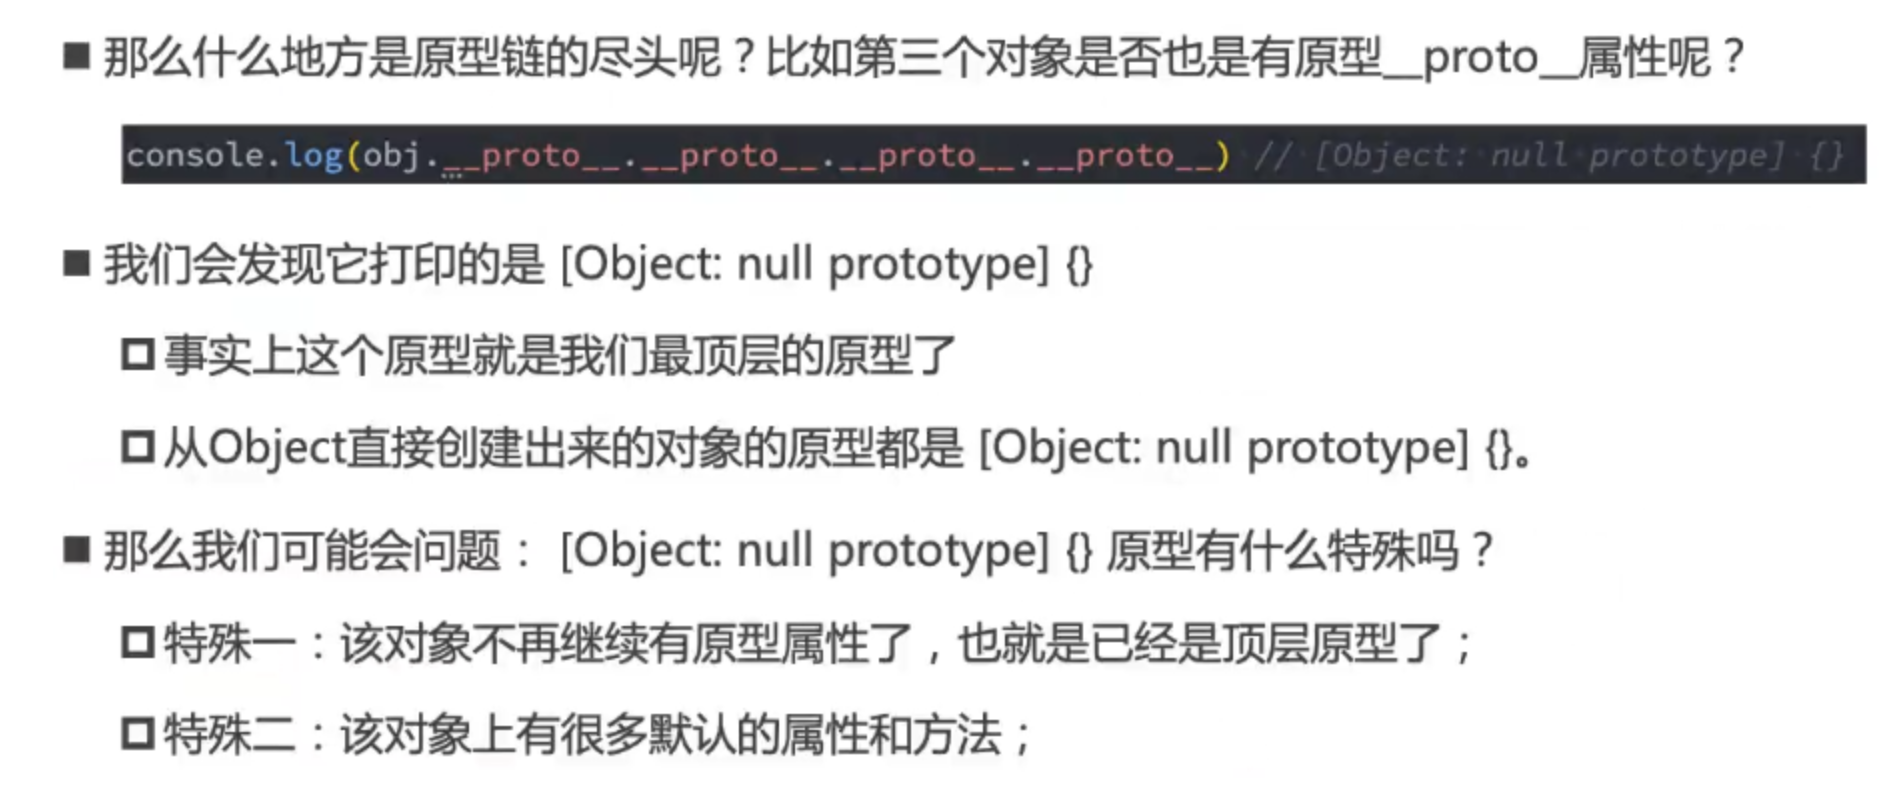 那么什么地方是原型链的尽头呢？比如第三个对象是否也是有原型__proto__属性呢？
console.log(obj.__proto__.__proto__.__proto__.__proto__) // [Object: null prototype] {}
我们会发现它打印的是 [Object: null prototype] {}
事实上这个原型就是我们最顶层的原型了
从Object直接创建出来的对象的原型都是 [Object: null prototype] {}。
那么我们可能会问题： [Object: null prototype] {} 原型有什么特殊吗？
特殊一：该对象不再继续有原型属性了，也就是已经是顶层原型了；
特殊二：该对象上有很多默认的属性和方法；